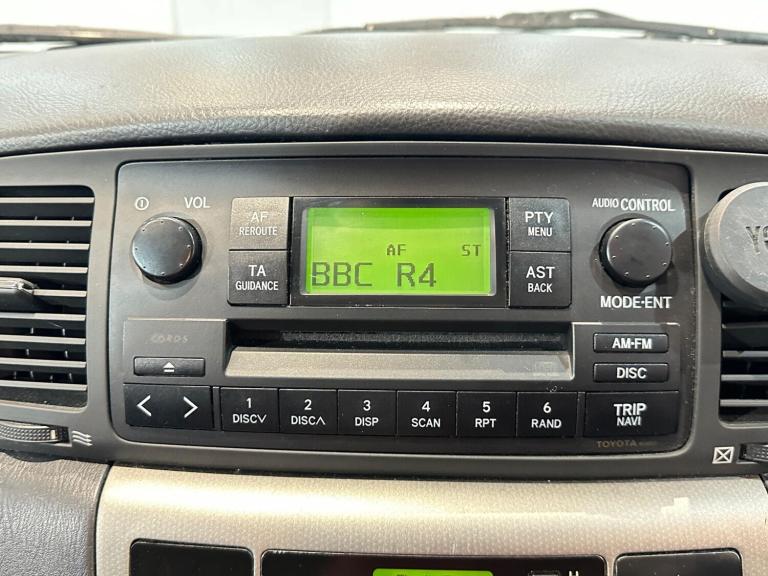 VOL
AF
REROUTE
TA
GUIDANCE
AF ST
BBC R4
PTY
MENU
AST
BACK
AUDIO CONTROL
MODE·ENT
AM·FM
DISC
1
DISC∨
2
DISC∧
3
DISP
4
SCAN
5
RPT
6
RAND
TRIP
NAVI
TOYOTA